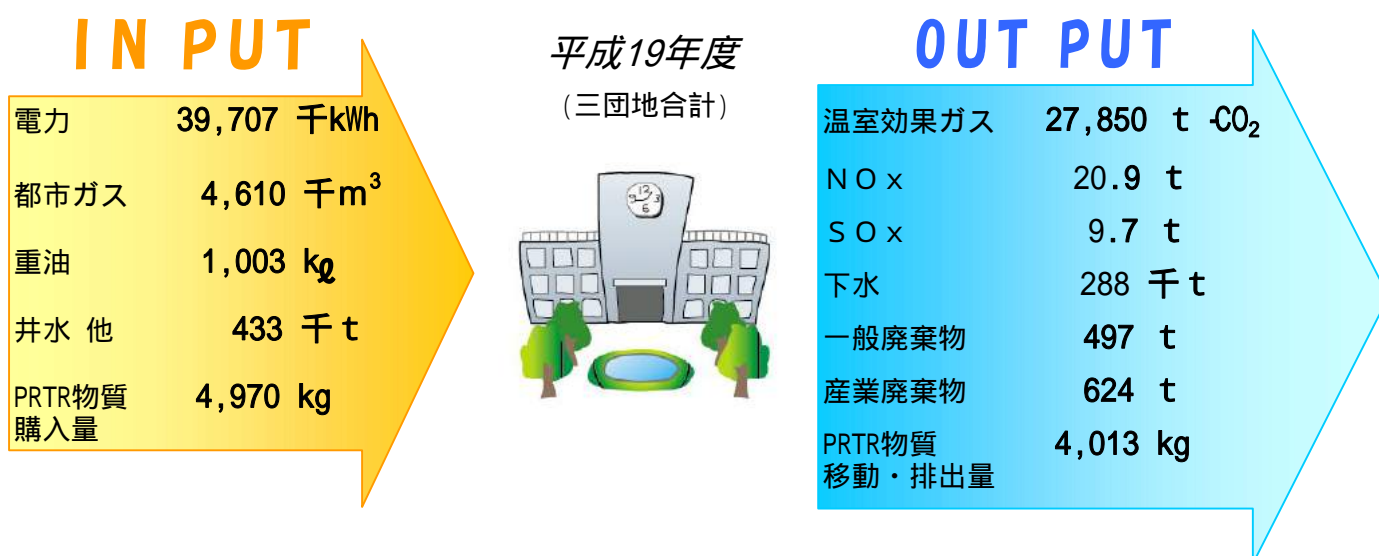 IN PUT
電力 39,707 千kWh
都市ガス 4,610 千m³
重油 1,003 kℓ
井水 他 433 千t
PRTR物質 4,970 kg
購入量
平成19年度
(三団地合計)
12
3
6
9
OUT PUT
温室効果ガス 27,850 t -CO₂
NOx 20.9 t
SOx 9.7 t
下水 288 千t
一般廃棄物 497 t
産業廃棄物 624 t
PRTR物質 4,013 kg
移動・排出量